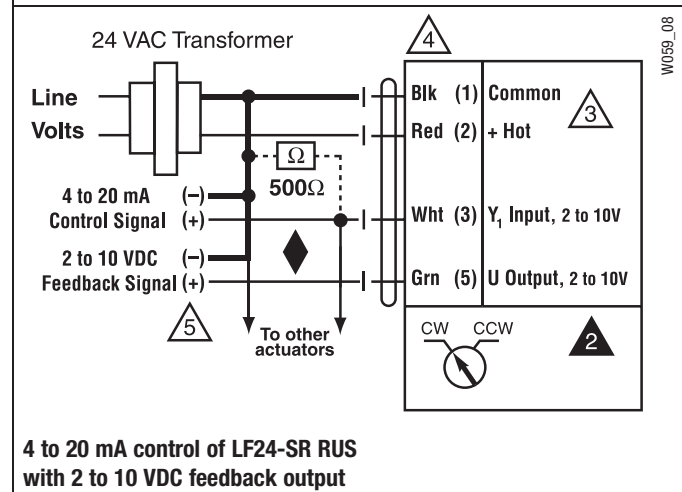 24 VAC Transformer
4
W059_08
Line
Volts
Blk (1) Common
3
Red (2) + Hot
Ω
500Ω
4 to 20 mA (–)
Control Signal (+)
Wht (3) Y1 Input, 2 to 10V
2 to 10 VDC (–)
Feedback Signal (+)
Grn (5) U Output, 2 to 10V
5
To other
actuators
CW CCW
2
4 to 20 mA control of LF24-SR RUS
with 2 to 10 VDC feedback output